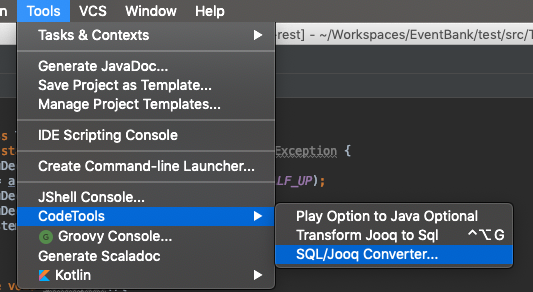 Tools VCS Window Help
Tasks & Contexts
erest] - ~/Workspaces/EventBank/test/src/T
Generate JavaDoc...
Save Project as Template...
Manage Project Templates...
IDE Scripting Console
Exception {
Create Command-line Launcher...
LF_UP);
JShell Console...
CodeTools
Play Option to Java Optional
Groovy Console...
Transform Jooq to Sql ^⌥G
Generate Scaladoc
SQL/Jooq Converter...
Kotlin